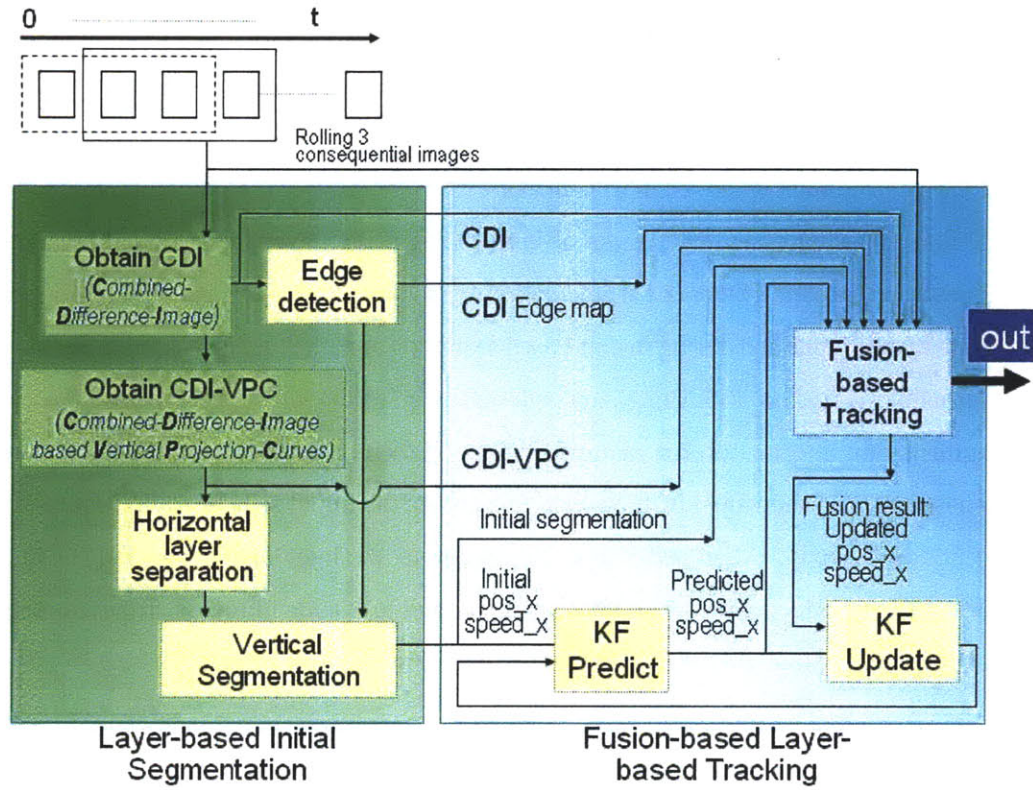 0 t
Rolling 3
consequential images
Obtain CDI
(Combined-
Difference-Image)
Edge
detection
Obtain CDI-VPC
(Combined-Difference-Image
based Vertical Projection-Curves)
Horizontal
layer
separation
Vertical
Segmentation
Layer-based Initial
Segmentation
CDI
CDI Edge map
CDI-VPC
Initial segmentation
Initial
pos_x
speed_x
KF
Predict
Predicted
pos_x
speed_x
Fusion-
based
Tracking
out
Fusion result:
Updated
pos_x
speed_x
KF
Update
Fusion-based Layer-
based Tracking